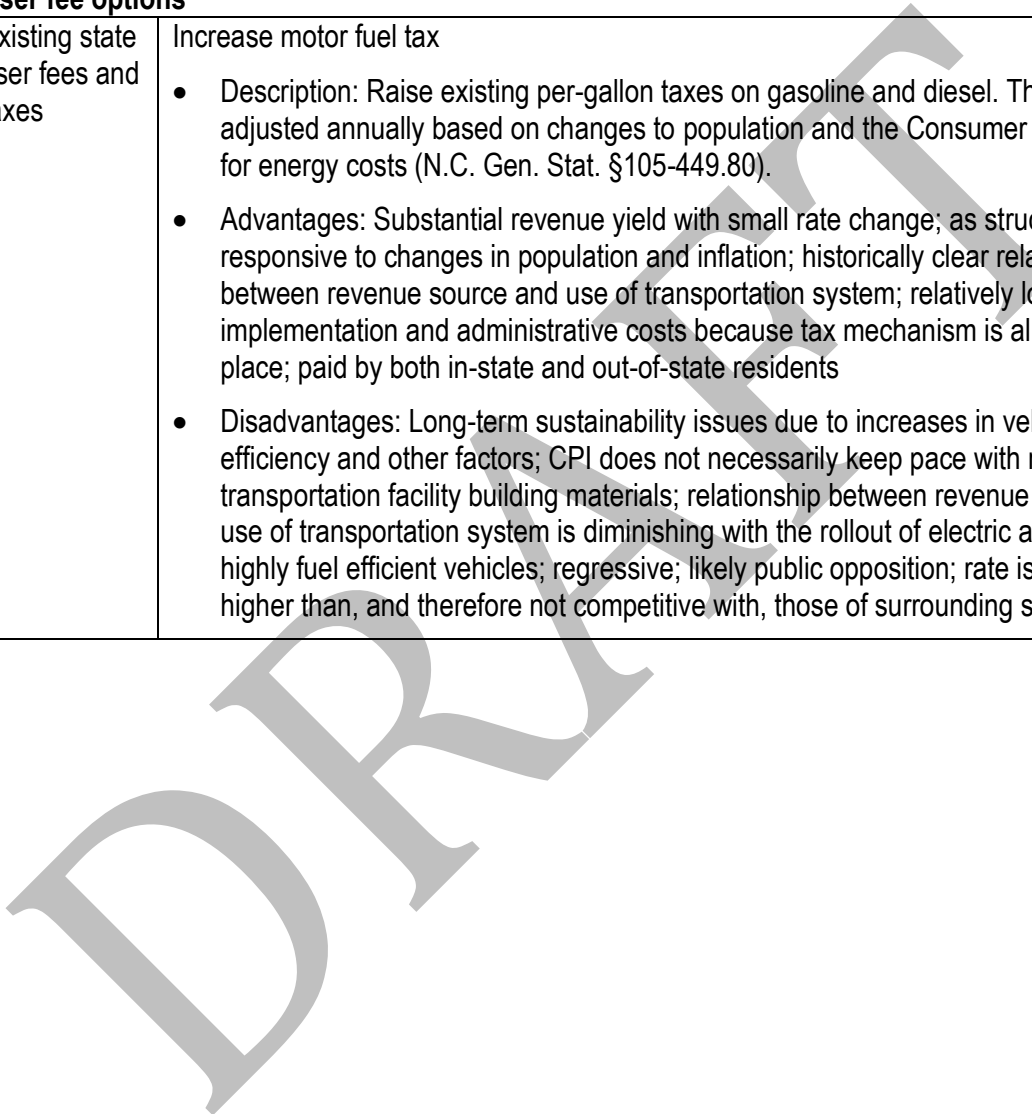 ser fee options
xisting state
ser fees and
axes
Increase motor fuel tax
• Description: Raise existing per-gallon taxes on gasoline and diesel. Th
adjusted annually based on changes to population and the Consumer
for energy costs (N.C. Gen. Stat. §105-449.80).
• Advantages: Substantial revenue yield with small rate change; as struc
responsive to changes in population and inflation; historically clear rela
between revenue source and use of transportation system; relatively lo
implementation and administrative costs because tax mechanism is al
place; paid by both in-state and out-of-state residents
• Disadvantages: Long-term sustainability issues due to increases in veh
efficiency and other factors; CPI does not necessarily keep pace with
transportation facility building materials; relationship between revenue
use of transportation system is diminishing with the rollout of electric a
highly fuel efficient vehicles; regressive; likely public opposition; rate is
higher than, and therefore not competitive with, those of surrounding s
DRAFT